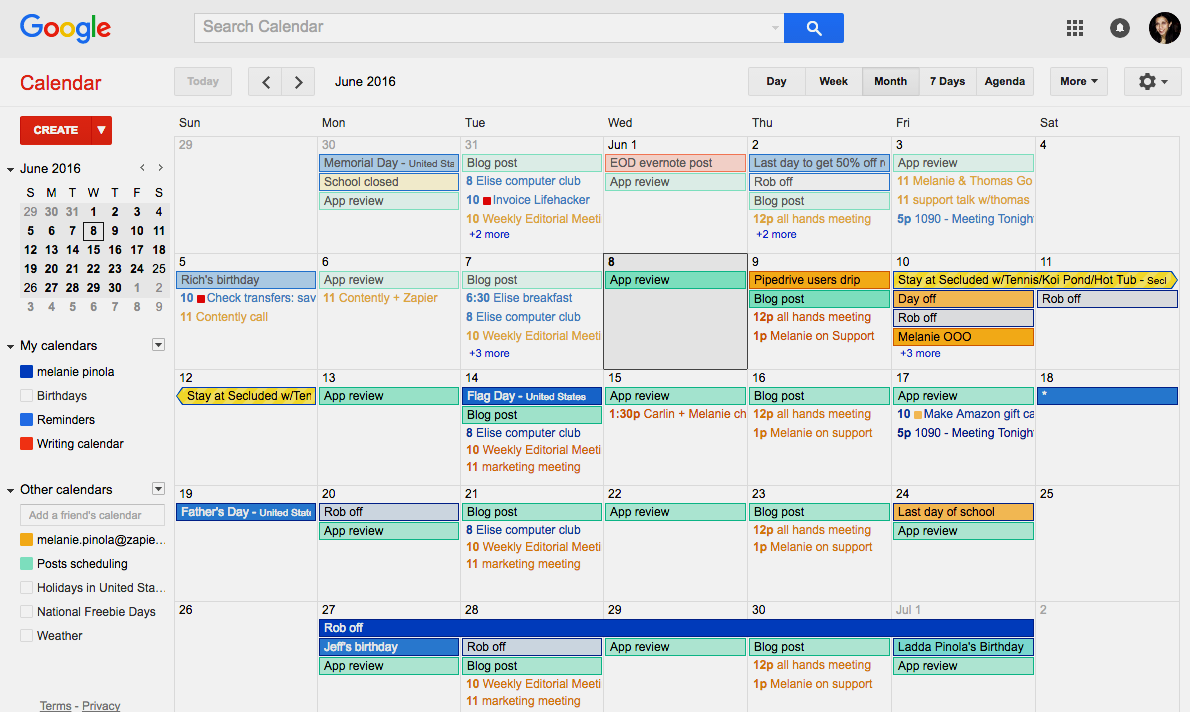 Google
Search Calendar
Calendar
Today
June 2016
Day Week Month 7 Days Agenda
More
CREATE
June 2016
S M T W T F S
29 30 31 1 2 3 4
5 6 7 8 9 10 11
12 13 14 15 16 17 18
19 20 21 22 23 24 25
26 27 28 29 30 1 2
3 4 5 6 7 8 9
My calendars
melanie pinola
Birthdays
Reminders
Writing calendar
Other calendars
Add a friend's calendar
melanie.pinola@zapie...
Posts scheduling
Holidays in United Sta...
National Freebie Days
Weather
Terms - Privacy
Sun Mon Tue Wed Thu Fri Sat
29
30
Memorial Day - United Sta
School closed
App review
31
Blog post
8 Elise computer club
10 Invoice Lifehacker
10 Weekly Editorial Meeti
+2 more
Jun 1
EOD evernote post
App review
2
Last day to get 50% off r
Rob off
Blog post
12p all hands meeting
+2 more
3
App review
11 Melanie & Thomas Go
11 support talk w/thomas
5p 1090 - Meeting Tonight
4
5
Rich's birthday
10 Check transfers: sav
11 Contently call
6
App review
11 Contently + Zapier
7
Blog post
6:30 Elise breakfast
8 Elise computer club
10 Weekly Editorial Meeti
+3 more
8
App review
9
Pipedrive users drip
Blog post
12p all hands meeting
1p Melanie on Support
10
Stay at Secluded w/Tennis/Koi Pond/Hot Tub - Secl
Day off
Rob off
Melanie OOO
+3 more
11
Rob off
12
Stay at Secluded w/Ten
13
App review
14
Flag Day - United States
Blog post
8 Elise computer club
10 Weekly Editorial Meeti
11 marketing meeting
15
App review
1:30p Carlin + Melanie ch
16
Blog post
12p all hands meeting
1p Melanie on support
17
App review
10 Make Amazon gift ca
5p 1090 - Meeting Tonight
18
*
19
Father's Day - United State
20
Rob off
App review
21
Blog post
8 Elise computer club
10 Weekly Editorial Meeti
11 marketing meeting
22
App review
23
Blog post
12p all hands meeting
1p Melanie on support
24
Last day of school
App review
25
26
27
Rob off
Jeff's birthday
App review
28
Rob off
Blog post
10 Weekly Editorial Meeti
11 marketing meeting
29
App review
30
Blog post
12p all hands meeting
1p Melanie on support
Jul 1
Ladda Pinola's Birthday
App review
2